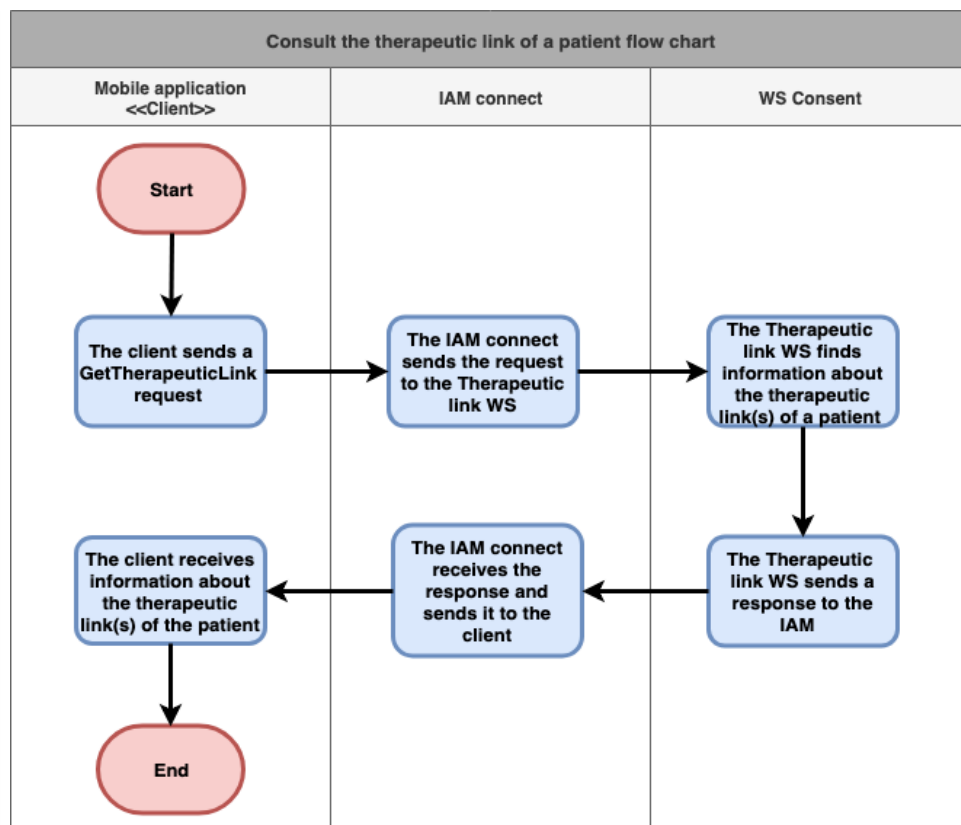 Consult the therapeutic link of a patient flow chart
Mobile application
<<Client>>
IAM connect
WS Consent
Start
The client sends a
GetTherapeuticLink
request
The IAM connect
sends the request
to the Therapeutic
link WS
The Therapeutic
link WS finds
information about
the therapeutic
link(s) of a patient
The client receives
information about
the therapeutic
link(s) of the patient
The IAM connect
receives the
response and
sends it to the
client
The Therapeutic
link WS sends a
response to the
IAM
End